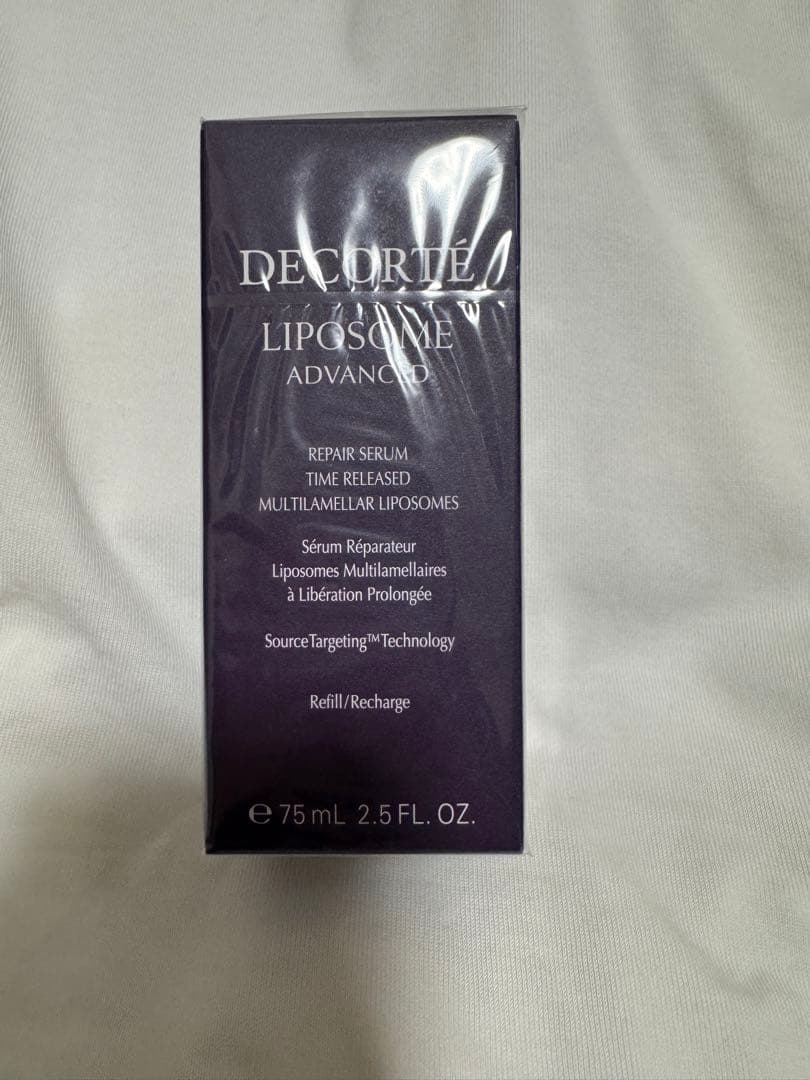 DECORTÉ
LIPOSOME
ADVANCED
REPAIR SERUM
TIME RELEASED
MULTILAMELLAR LIPOSOMES
Sérum Réparateur
Liposomes Multilamellaires
à Libération Prolongée
SourceTargeting™Technology
Refill/Recharge
℮ 75 mL 2.5 FL. OZ.